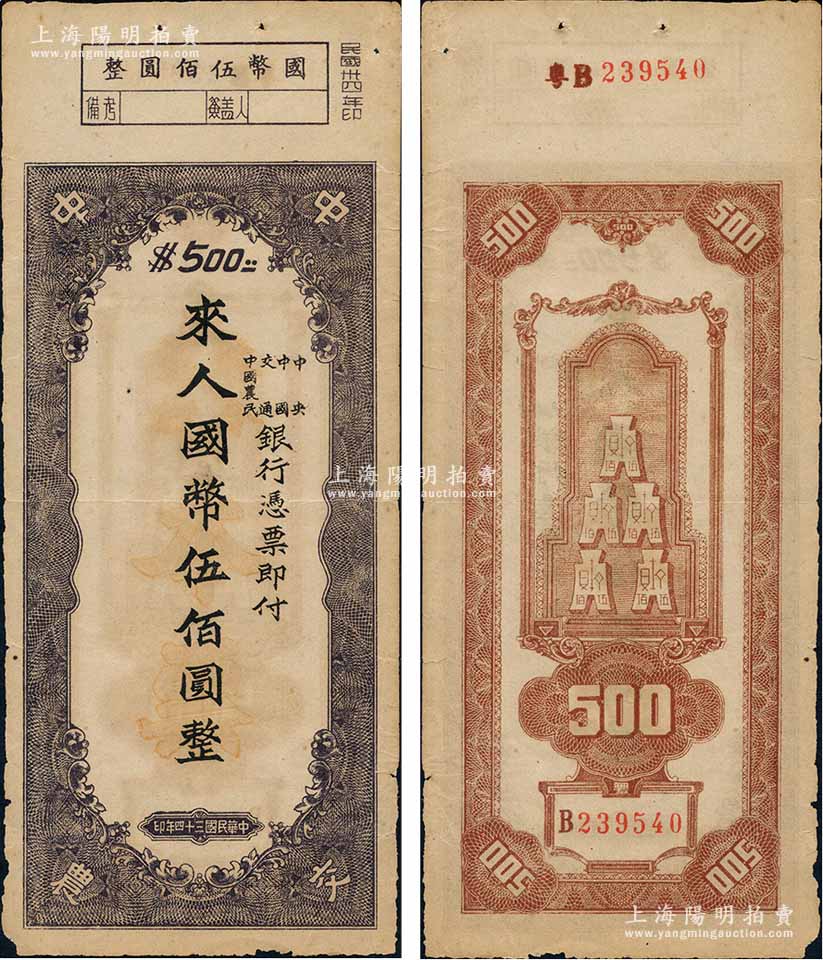 上海陽明拍賣
www.yangmingauction.com
國幣伍佰圓整
備考
簽蓋人
民國卅四年印
中
中
$500=
中央
中國
交通
中國農民
銀行憑票即付
來人國幣伍佰圓整
中華民國三十四年印
農
交
粵B239540
500
500
500
500
B239540
500
500
上海陽明拍賣
www.yangmingauction.com
上海陽明拍賣
www.yangmingauction.com